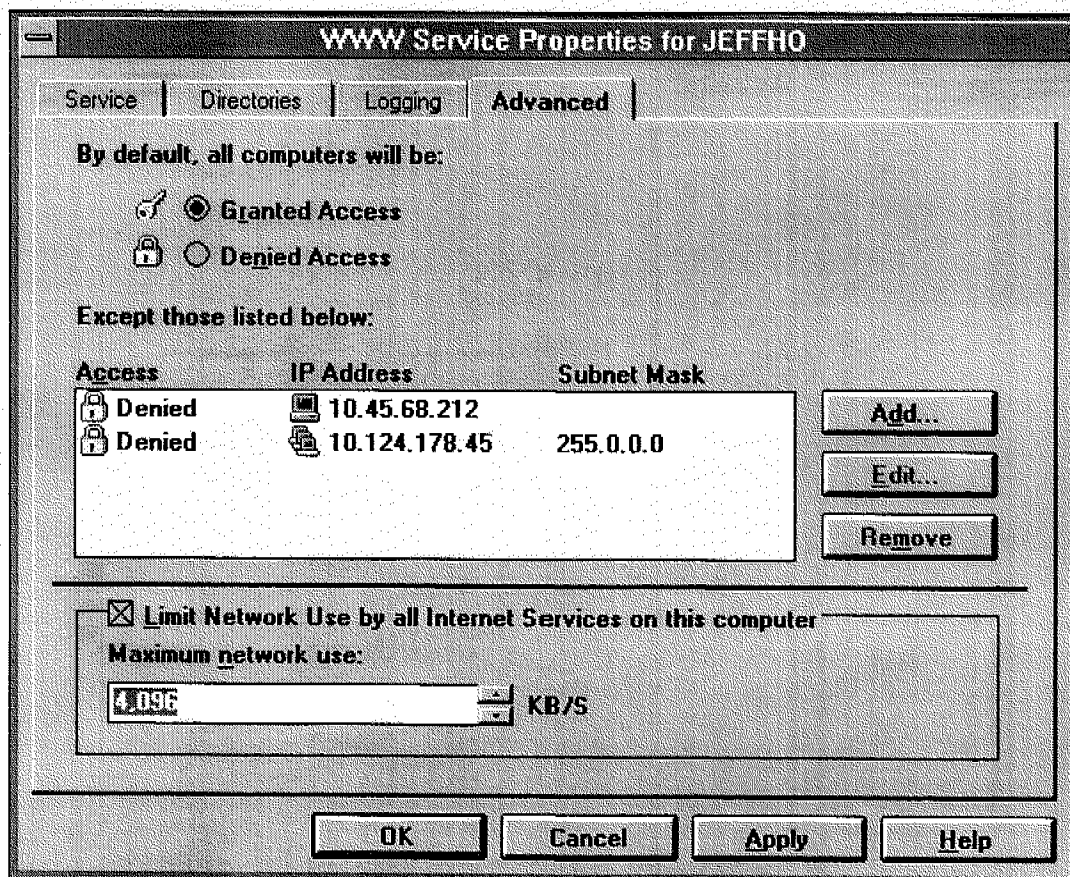 WWW Service Properties for JEFFHO
Service Directories Logging Advanced
By default, all computers will be:
Granted Access
Denied Access
Except those listed below:
Access IP Address Subnet Mask
Denied 10.45.68.212
Denied 10.124.178.45 255.0.0.0
Add...
Edit...
Remove
Limit Network Use by all Internet Services on this computer
Maximum network use:
4,096 KB/S
OK Cancel Apply Help